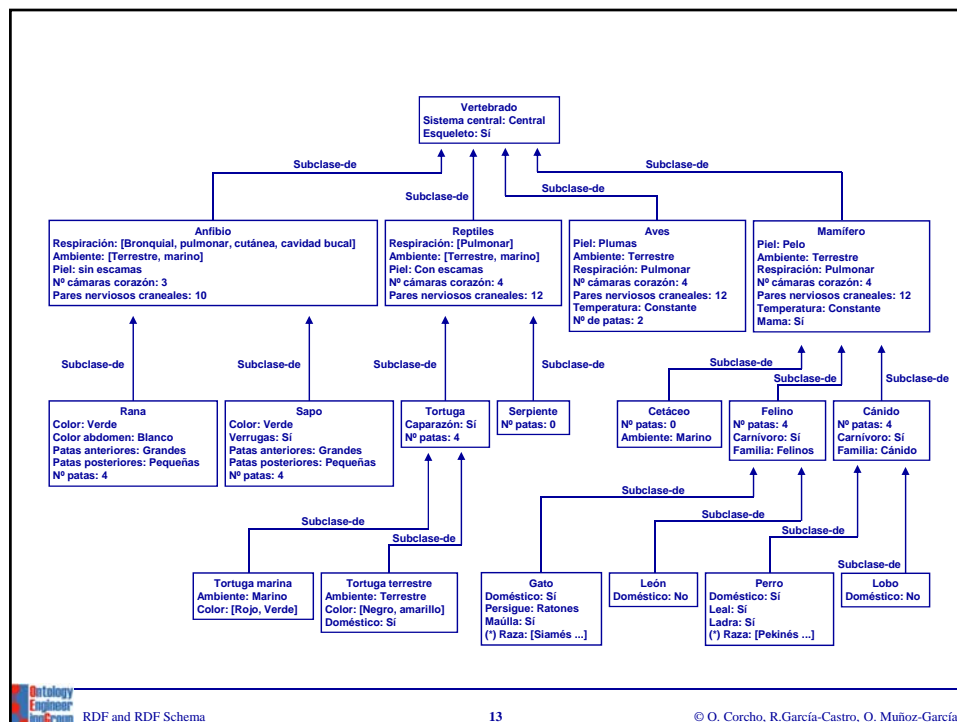 Vertebrado
Sistema central: Central
Esqueleto: Sí
Subclase-de
Subclase-de
Subclase-de
Subclase-de
Anfibio
Respiración: [Bronquial, pulmonar, cutánea, cavidad bucal]
Ambiente: [Terrestre, marino]
Piel: sin escamas
Nº cámaras corazón: 3
Pares nerviosos craneales: 10
Reptiles
Respiración: [Pulmonar]
Ambiente: [Terrestre, marino]
Piel: Con escamas
Nº cámaras corazón: 4
Pares nerviosos craneales: 12
Aves
Piel: Plumas
Ambiente: Terrestre
Respiración: Pulmonar
Nº cámaras corazón: 4
Pares nerviosos craneales: 12
Temperatura: Constante
Nº de patas: 2
Mamífero
Piel: Pelo
Ambiente: Terrestre
Respiración: Pulmonar
Nº cámaras corazón: 4
Pares nerviosos craneales: 12
Temperatura: Constante
Mama: Sí
Subclase-de
Subclase-de
Subclase-de
Subclase-de
Subclase-de
Subclase-de
Rana
Color: Verde
Color abdomen: Blanco
Patas anteriores: Grandes
Patas posteriores: Pequeñas
Nº patas: 4
Sapo
Color: Verde
Verrugas: Sí
Patas anteriores: Grandes
Patas posteriores: Pequeñas
Nº patas: 4
Tortuga
Caparazón: Sí
Nº patas: 4
Serpiente
Nº patas: 0
Cetáceo
Nº patas: 0
Ambiente: Marino
Felino
Nº patas: 4
Carnívoro: Sí
Familia: Felinos
Cánido
Nº patas: 4
Carnívoro: Sí
Familia: Cánido
Subclase-de
Subclase-de
Subclase-de
Subclase-de
Subclase-de
Subclase-de
Tortuga marina
Ambiente: Marino
Color: [Rojo, Verde]
Tortuga terrestre
Ambiente: Terrestre
Color: [Negro, amarillo]
Doméstico: Sí
Gato
Doméstico: Sí
Persigue: Ratones
Maúlla: Sí
(*) Raza: [Siamés ...]
León
Doméstico: No
Perro
Doméstico: Sí
Leal: Sí
Ladra: Sí
(*) Raza: [Pekinés ...]
Lobo
Doméstico: No
Ontology
Engineer
ingGroup
RDF and RDF Schema
13
© O. Corcho, R.García-Castro, O. Muñoz-García